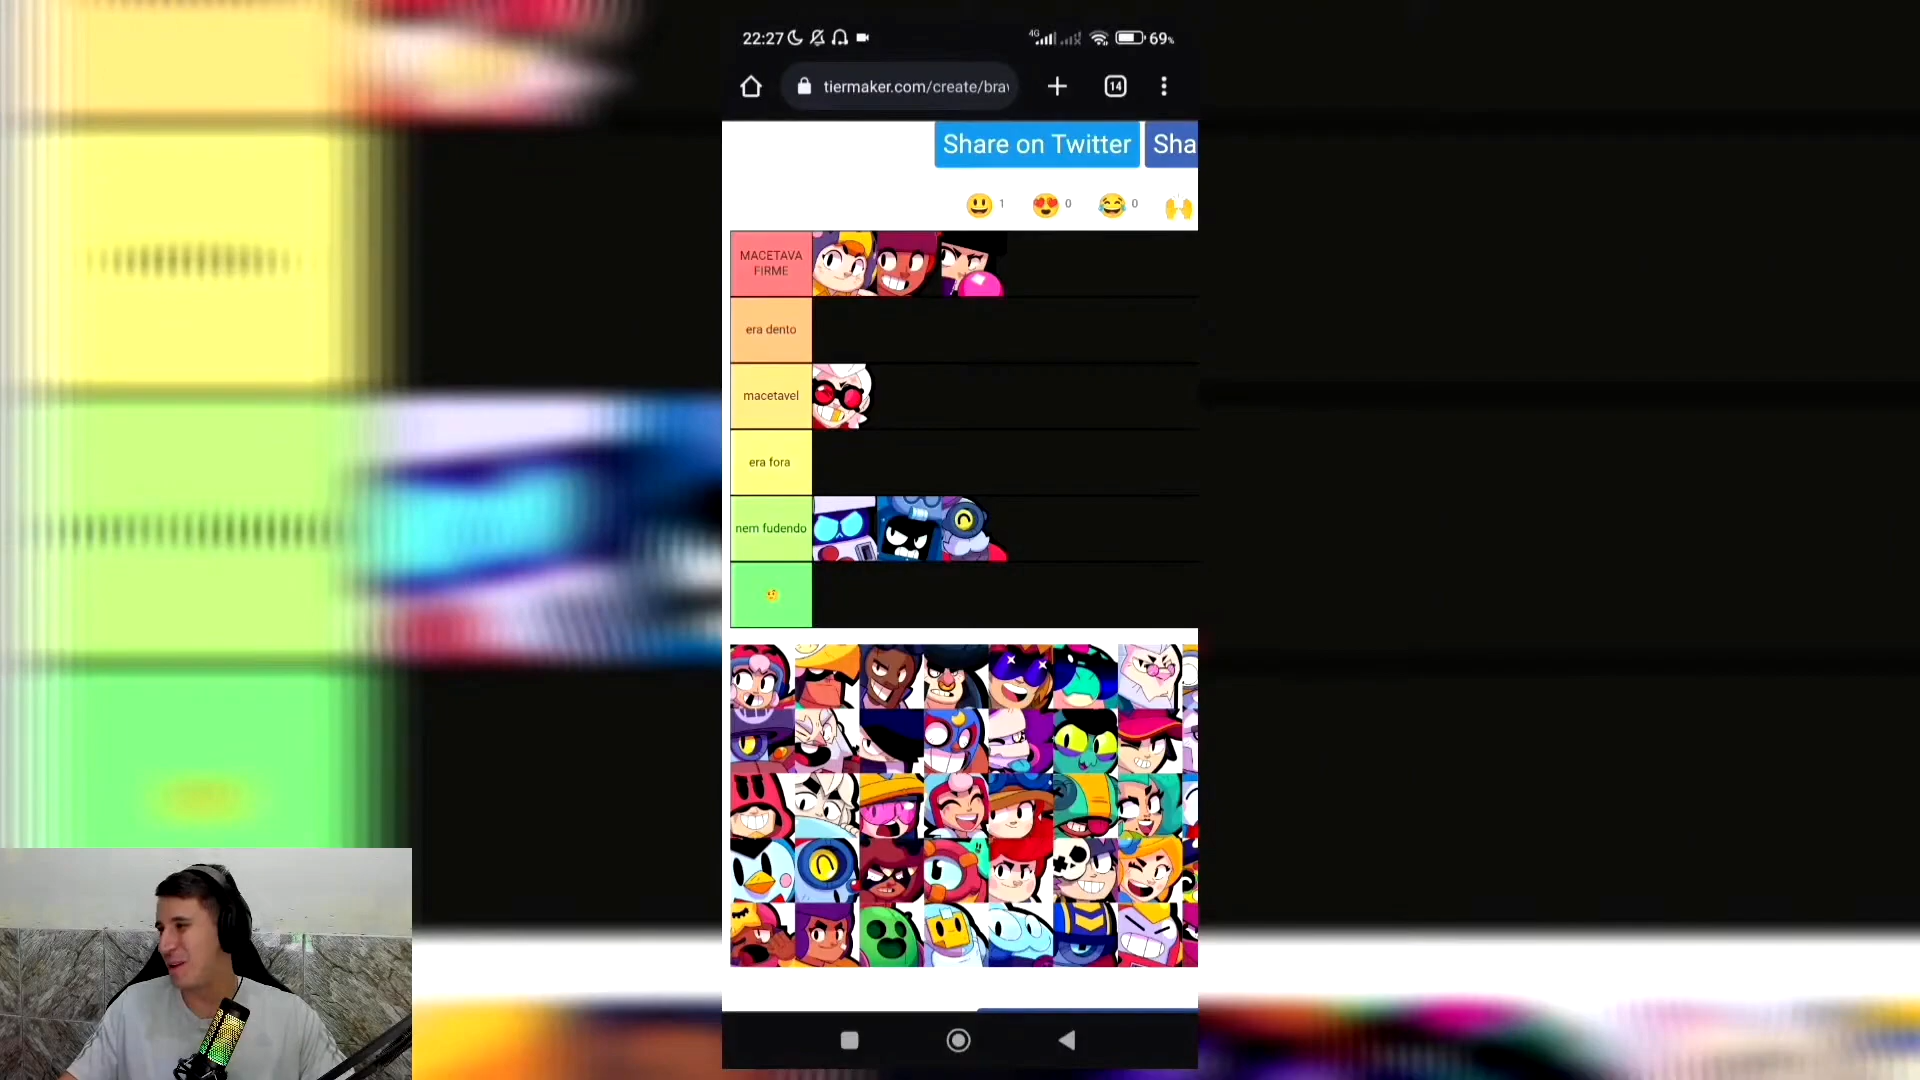 22:27
4G
69%
tiermaker.com/create/bra
14
Share on Twitter
Sha
1
0
0
MACETAVA
FIRME
era dento
macetavel
era fora
nem fudendo